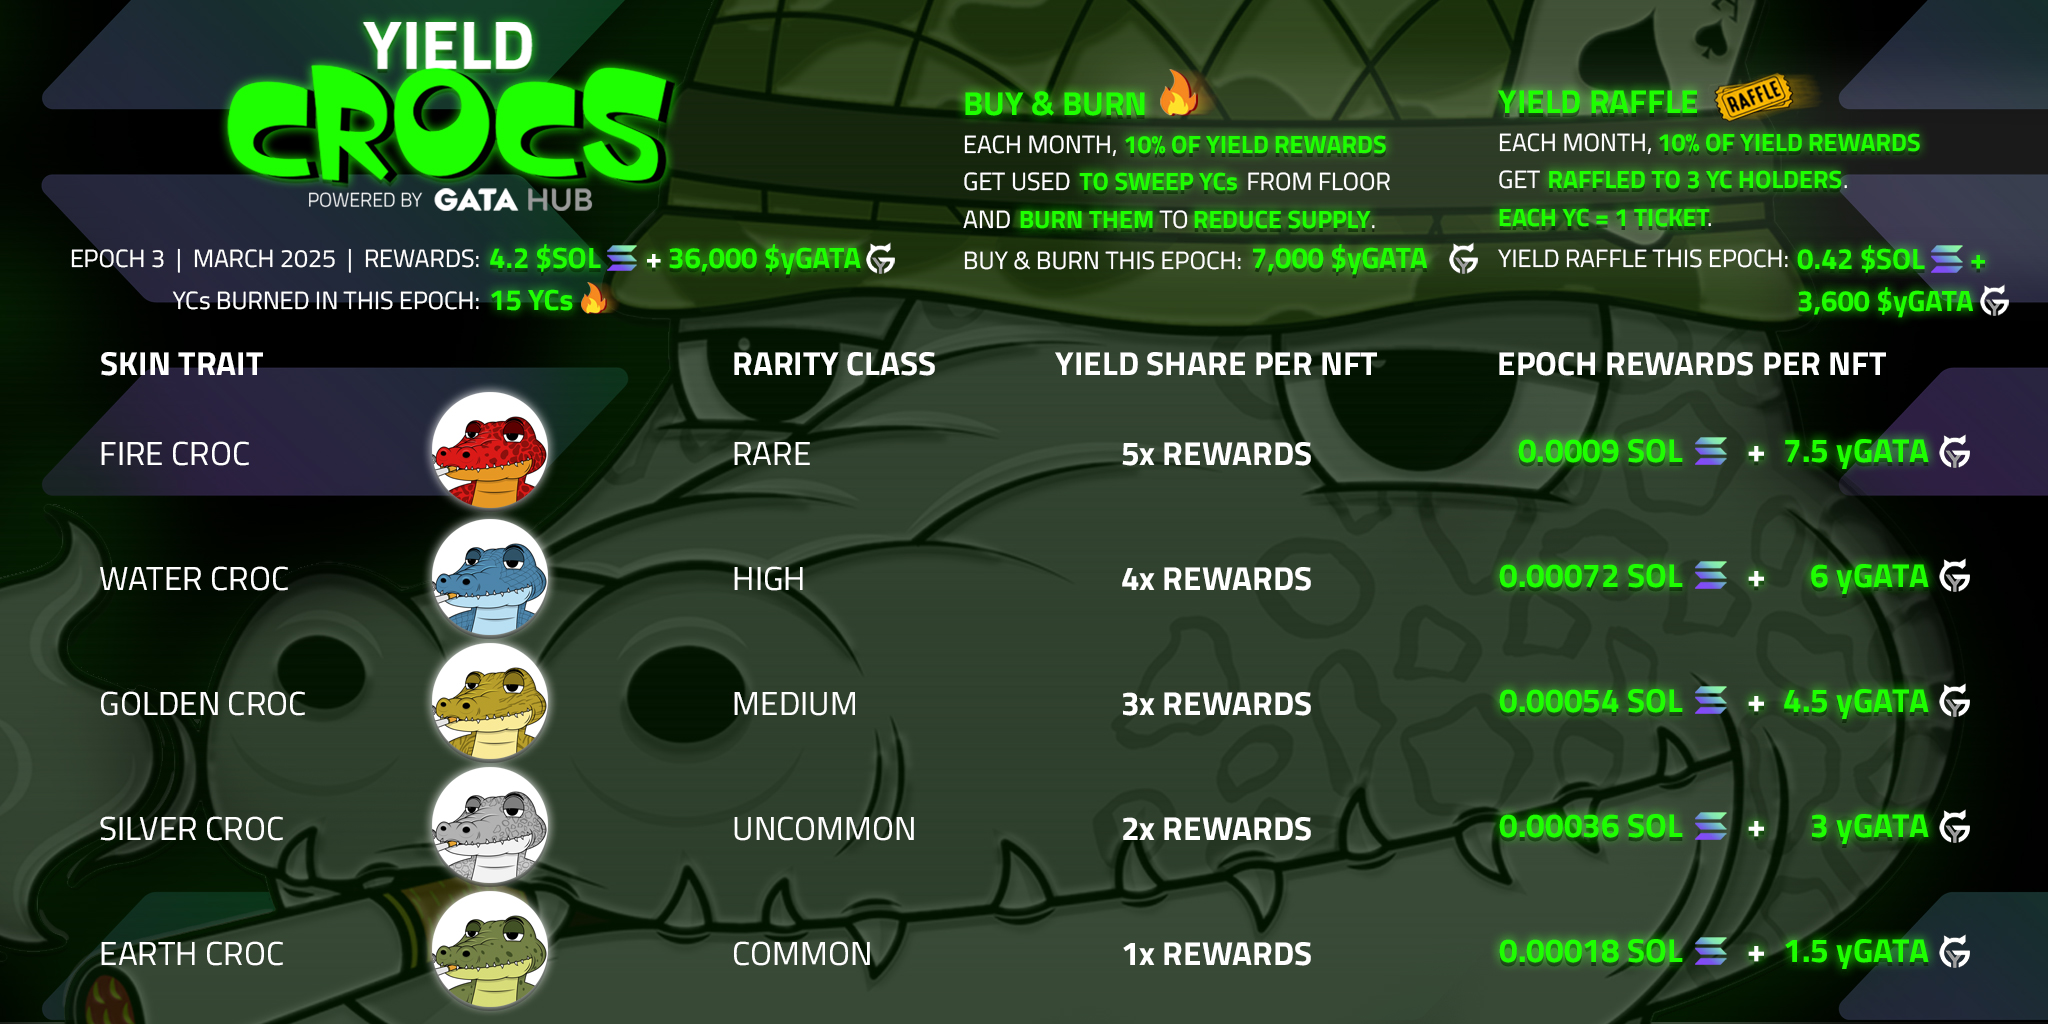 YIELD
CROCS
POWERED BY GATA HUB
EPOCH 3 | MARCH 2025 | REWARDS: 4.2 $SOL + 36,000 $yGATA
YCs BURNED IN THIS EPOCH: 15 YCs
BUY & BURN
EACH MONTH, 10% OF YIELD REWARDS
GET USED TO SWEEP YCs FROM FLOOR
AND BURN THEM TO REDUCE SUPPLY.
BUY & BURN THIS EPOCH: 7,000 $yGATA
YIELD RAFFLE RAFFLE
EACH MONTH, 10% OF YIELD REWARDS
GET RAFFLED TO 3 YC HOLDERS.
EACH YC = 1 TICKET.
YIELD RAFFLE THIS EPOCH: 0.42 $SOL +
3,600 $yGATA
SKIN TRAIT RARITY CLASS YIELD SHARE PER NFT EPOCH REWARDS PER NFT
FIRE CROC RARE 5x REWARDS 0.0009 SOL + 7.5 yGATA
WATER CROC HIGH 4x REWARDS 0.00072 SOL + 6 yGATA
GOLDEN CROC MEDIUM 3x REWARDS 0.00054 SOL + 4.5 yGATA
SILVER CROC UNCOMMON 2x REWARDS 0.00036 SOL + 3 yGATA
EARTH CROC COMMON 1x REWARDS 0.00018 SOL + 1.5 yGATA